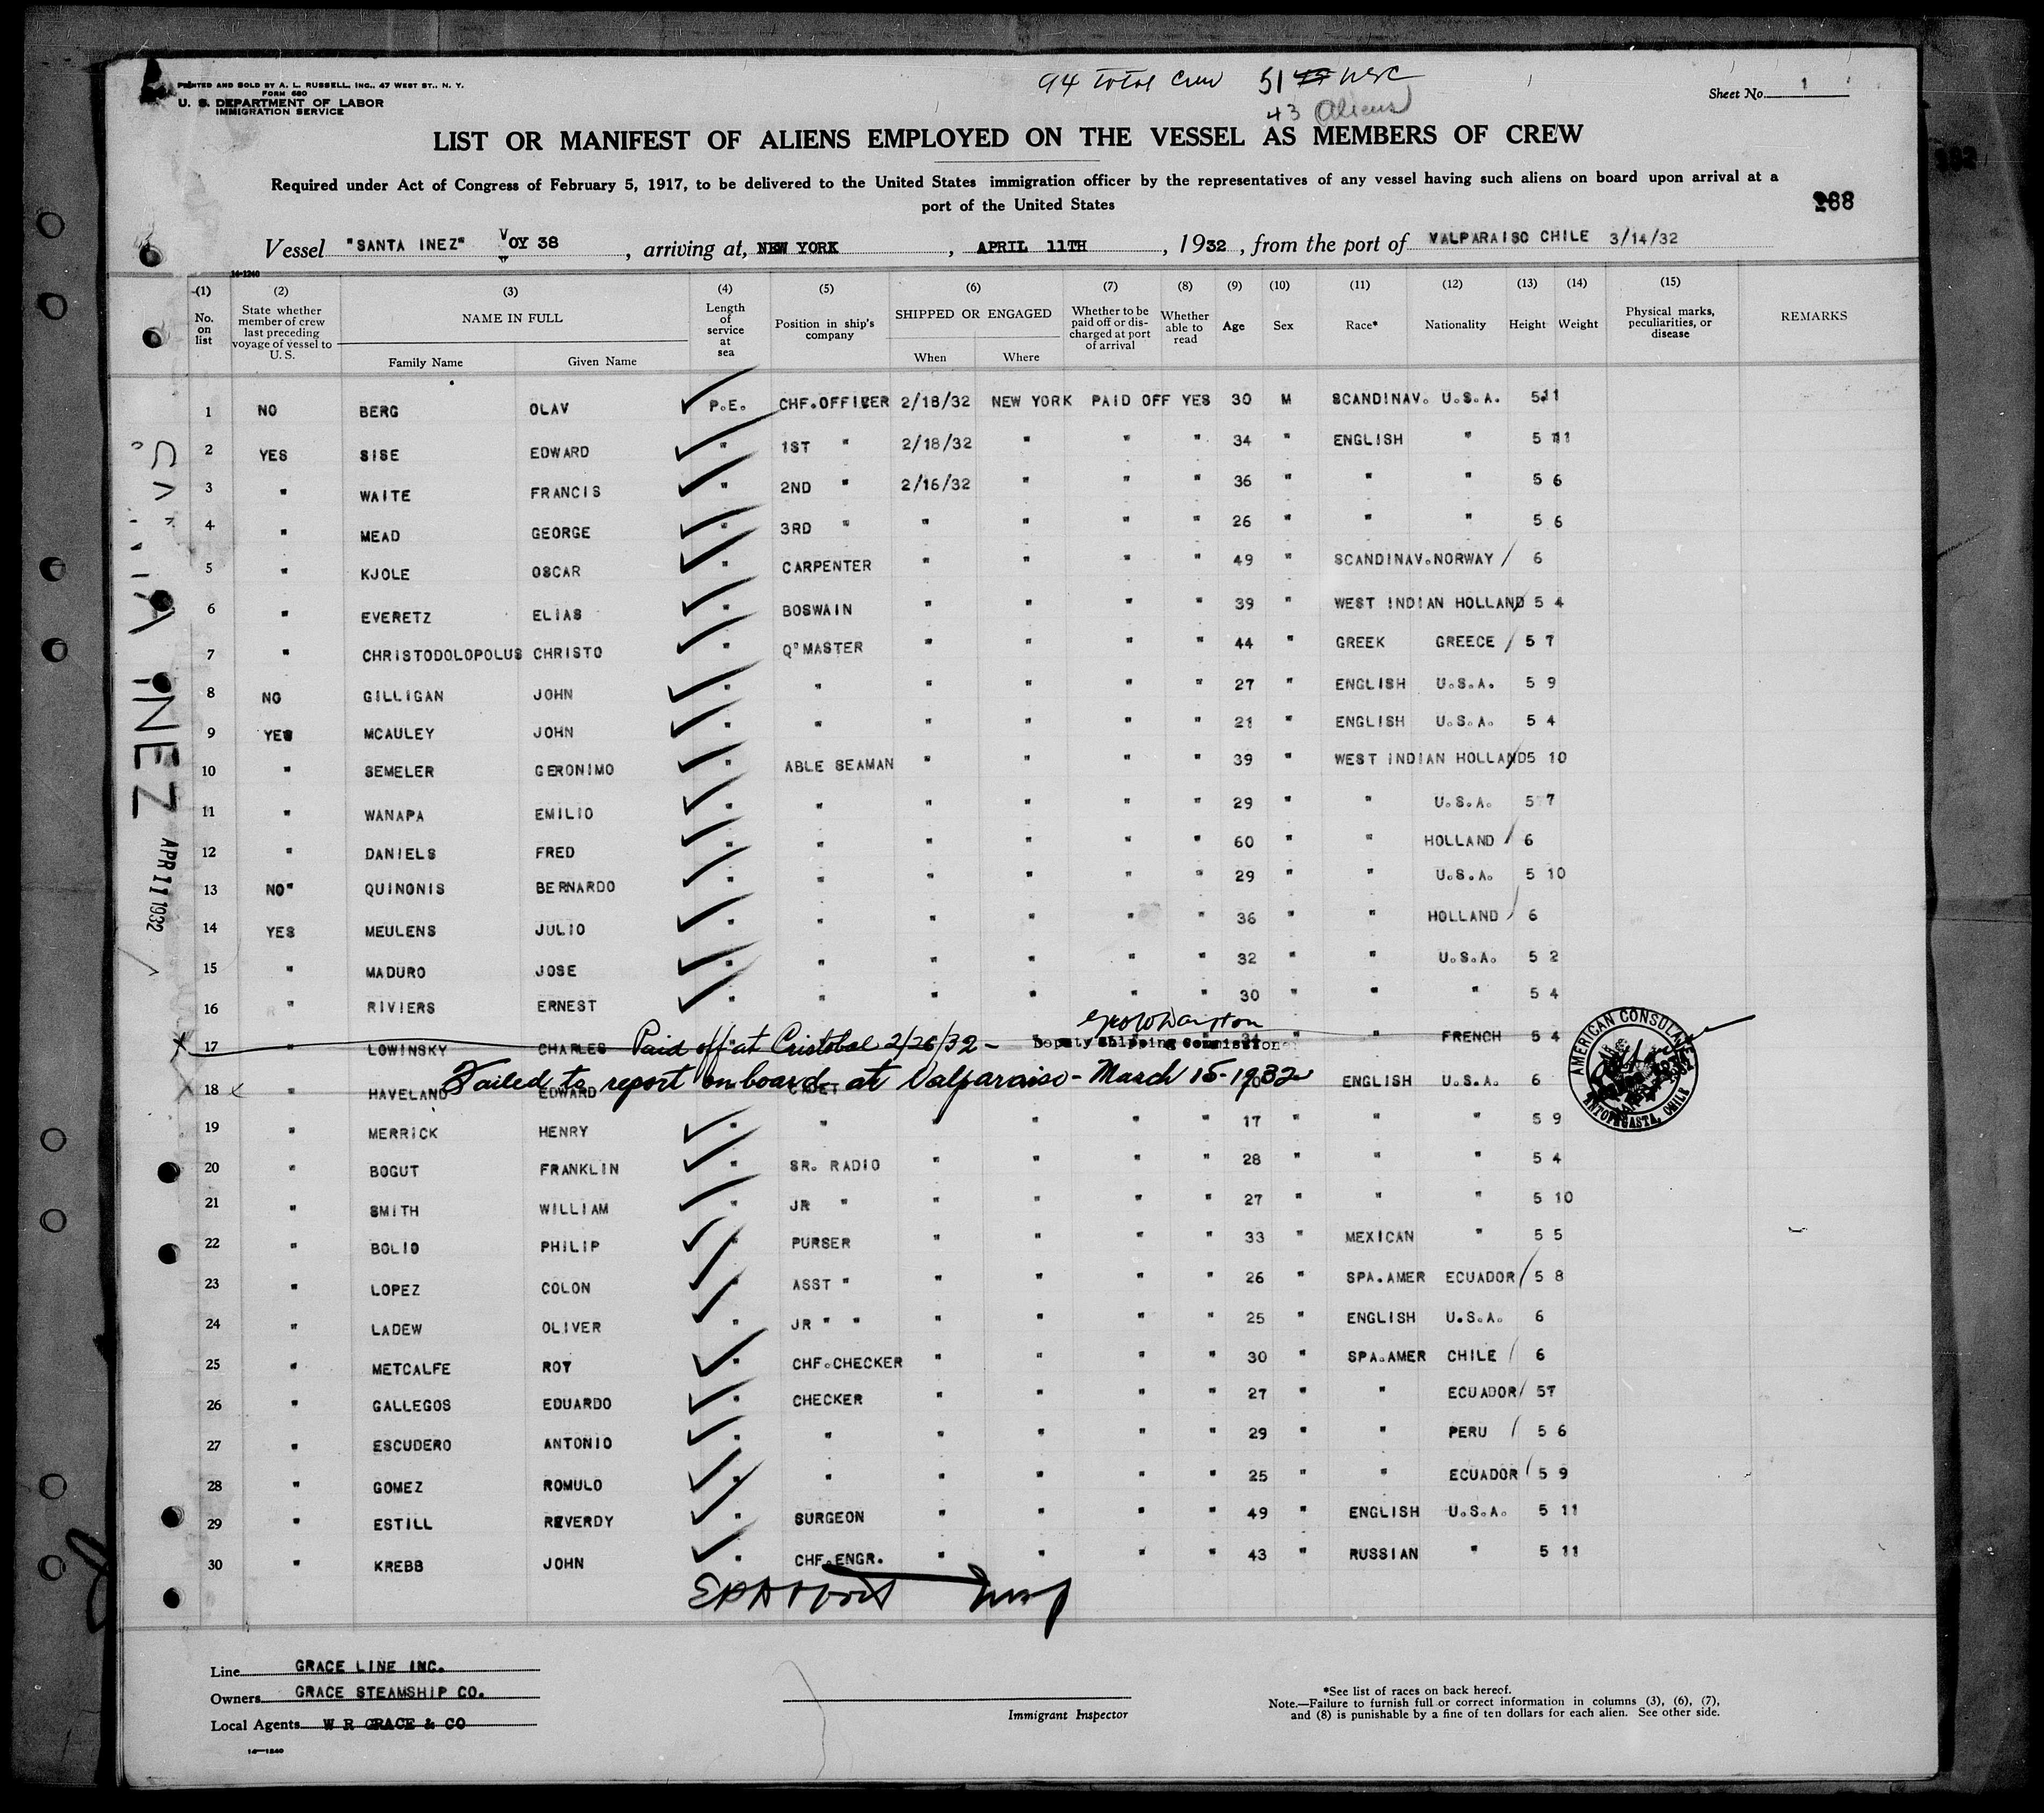 94 total crew 51 USC
43 Aliens
PRINTED AND SOLD BY A. L. RUSSELL, INC., 47 WEST ST., N. Y.
FORM 680
U. S. DEPARTMENT OF LABOR
IMMIGRATION SERVICE
Sheet No. 1
LIST OR MANIFEST OF ALIENS EMPLOYED ON THE VESSEL AS MEMBERS OF CREW
Required under Act of Congress of February 5, 1917, to be delivered to the United States immigration officer by the representatives of any vessel having such aliens on board upon arrival at a
port of the United States
Vessel "SANTA INEZ" VOY 38, arriving at, NEW YORK, APRIL 11TH, 1932, from the port of VALPARAISO CHILE 3/14/32
14-1240
(1) (2) (3) (4) (5) (6) (7) (8) (9) (10) (11) (12) (13) (14) (15)
No. on list State whether member of crew last preceding voyage of vessel to U. S. NAME IN FULL Family Name Given Name Length of service at sea Position in ship's company SHIPPED OR ENGAGED When Where Whether to be paid off or discharged at port of arrival Whether able to read Age Sex Race* Nationality Height Weight Physical marks, peculiarities, or disease REMARKS
1 NO BERG OLAV P.E. CHF.OFFICER 2/18/32 NEW YORK PAID OFF YES 30 M SCANDINAV. U.S.A. 5 11
2 YES SISE EDWARD " 1ST " 2/18/32 " " " 34 " ENGLISH " 5 11
3 " WAITE FRANCIS " 2ND " 2/16/32 " " " 36 " " " 5 6
4 " MEAD GEORGE " 3RD " " " " " 26 " " " 5 6
5 " KJOLE OSCAR " CARPENTER " " " " 49 " SCANDINAV. NORWAY / 6
6 " EVERETZ ELIAS " BOSWAIN " " " " 39 " WEST INDIAN HOLLAND / 5 4
7 " CHRISTODOLOPOLUS CHRISTO " Q"MASTER " " " " 44 " GREEK GREECE / 5 7
8 NO GILLIGAN JOHN " " " " " " 27 " ENGLISH U.S.A. 5 9
9 YES MCAULEY JOHN " " " " " " 21 " ENGLISH U.S.A. 5 4
10 " SEMELER GERONIMO " ABLE SEAMAN " " " " 39 " WEST INDIAN HOLLAND / 5 10
11 " WANAPA EMILIO " " " " " " 29 " " U.S.A. 5 7
12 " DANIELS FRED " " " " " " 60 " " HOLLAND / 6
13 NO" QUINONIS BERNARDO " " " " " " 29 " " U.S.A. 5 10
14 YES MEULENS JULIO " " " " " " 36 " " HOLLAND / 6
15 " MADURO JOSE " " " " " " 32 " " U.S.A. 5 2
16 " RIVIERS ERNEST " " " " " " 30 " " " 5 4
17 " LOWINSKY CHARLES Paid off at Cristobal 2/26/32 - Deputy Shipping Commissioner " " FRENCH 5 4
18 " HAVELAND EDWARD CADET Failed to report onboard at Valparaiso - March 15-1932 ENGLISH U.S.A. 6
AMERICAN CONSULATE
ANTOFAGASTA, CHILE
19 " MERRICK HENRY " " " " " " 17 " " " 5 9
20 " BOGUT FRANKLIN " SR. RADIO " " " " 28 " " " 5 4
21 " SMITH WILLIAM " JR " " " " " 27 " " " 5 10
22 " BOLIO PHILIP " PURSER " " " " 33 " MEXICAN " 5 5
23 " LOPEZ COLON " ASST " " " " " 26 " SPA.AMER ECUADOR / 5 8
24 " LADEW OLIVER " JR " " " " " " 25 " ENGLISH U.S.A. 6
25 " METCALFE ROY " CHF.CHECKER " " " " 30 " SPA.AMER CHILE / 6
26 " GALLEGOS EDUARDO " CHECKER " " " " 27 " " ECUADOR / 57
27 " ESCUDERO ANTONIO " " " " " " 29 " " PERU / 5 6
28 " GOMEZ ROMULO " " " " " " 25 " " ECUADOR / 5 9
29 " ESTILL REVERDY " SURGEON " " " " 49 " ENGLISH U.S.A. 5 11
30 " KREBB JOHN " CHF.ENGR. " " " " 43 " RUSSIAN " 5 11
INEZ
APR 11 1932
Line GRACE LINE INC.
Owners GRACE STEAMSHIP CO.
Local Agents W R GRACE & CO
14-1240
Immigrant Inspector
*See list of races on back hereof.
Note.—Failure to furnish full or correct information in columns (3), (6), (7),
and (8) is punishable by a fine of ten dollars for each alien. See other side.